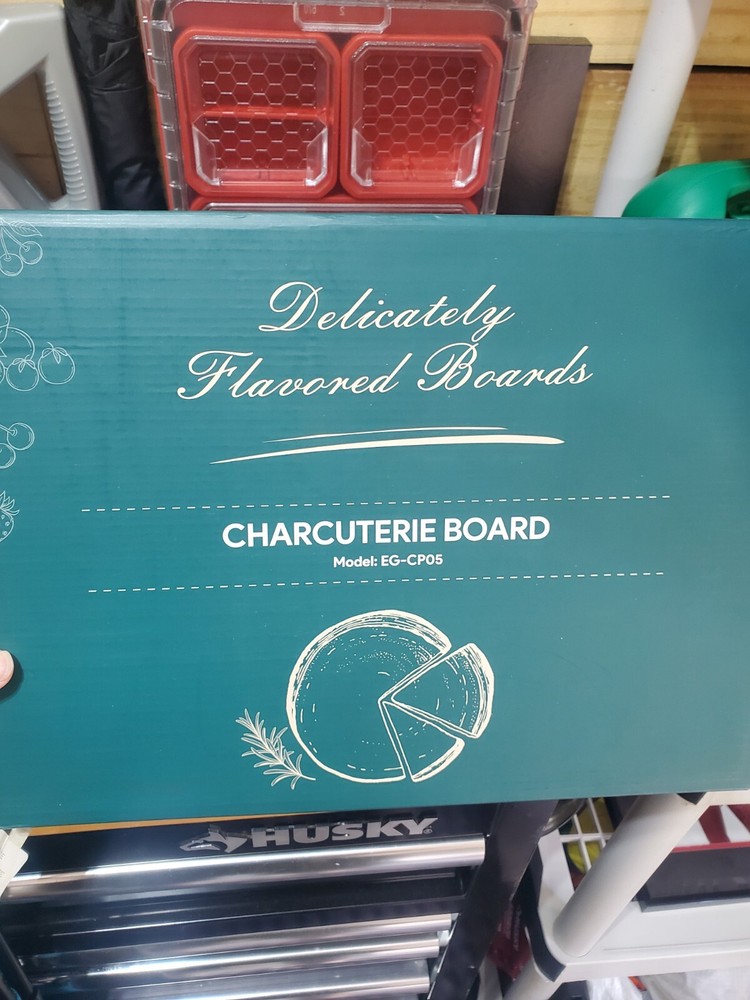 Delicately
Flavored Boards
CHARCUTERIE BOARD
Model: EG-CP05
HUSKY®